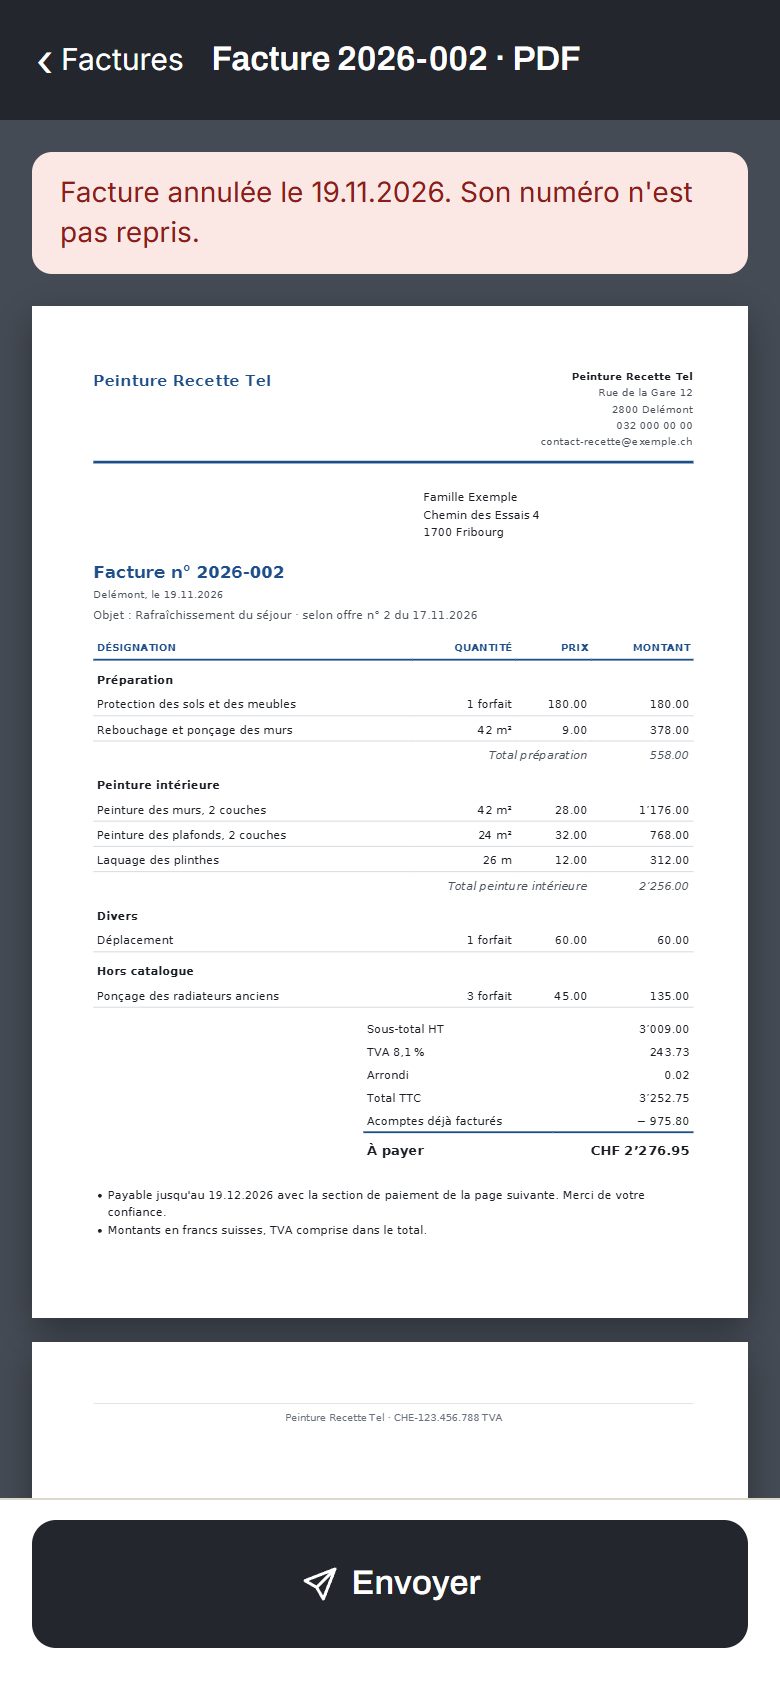 ‹ Factures Facture 2026-002 · PDF
Facture annulée le 19.11.2026. Son numéro n'est
pas repris.
Peinture Recette Tel
Peinture Recette Tel
Rue de la Gare 12
2800 Delémont
032 000 00 00
contact-recette@exemple.ch
Famille Exemple
Chemin des Essais 4
1700 Fribourg
Facture n° 2026-002
Delémont, le 19.11.2026
Objet : Rafraîchissement du séjour · selon offre n° 2 du 17.11.2026
DÉSIGNATION QUANTITÉ PRIX MONTANT
Préparation
Protection des sols et des meubles 1 forfait 180.00 180.00
Rebouchage et ponçage des murs 42 m² 9.00 378.00
Total préparation 558.00
Peinture intérieure
Peinture des murs, 2 couches 42 m² 28.00 1’176.00
Peinture des plafonds, 2 couches 24 m² 32.00 768.00
Laquage des plinthes 26 m 12.00 312.00
Total peinture intérieure 2’256.00
Divers
Déplacement 1 forfait 60.00 60.00
Hors catalogue
Ponçage des radiateurs anciens 3 forfait 45.00 135.00
Sous-total HT 3’009.00
TVA 8,1 % 243.73
Arrondi 0.02
Total TTC 3’252.75
Acomptes déjà facturés − 975.80
À payer CHF 2’276.95
• Payable jusqu'au 19.12.2026 avec la section de paiement de la page suivante. Merci de votre
confiance.
• Montants en francs suisses, TVA comprise dans le total.
Peinture Recette Tel · CHE-123.456.788 TVA
Envoyer